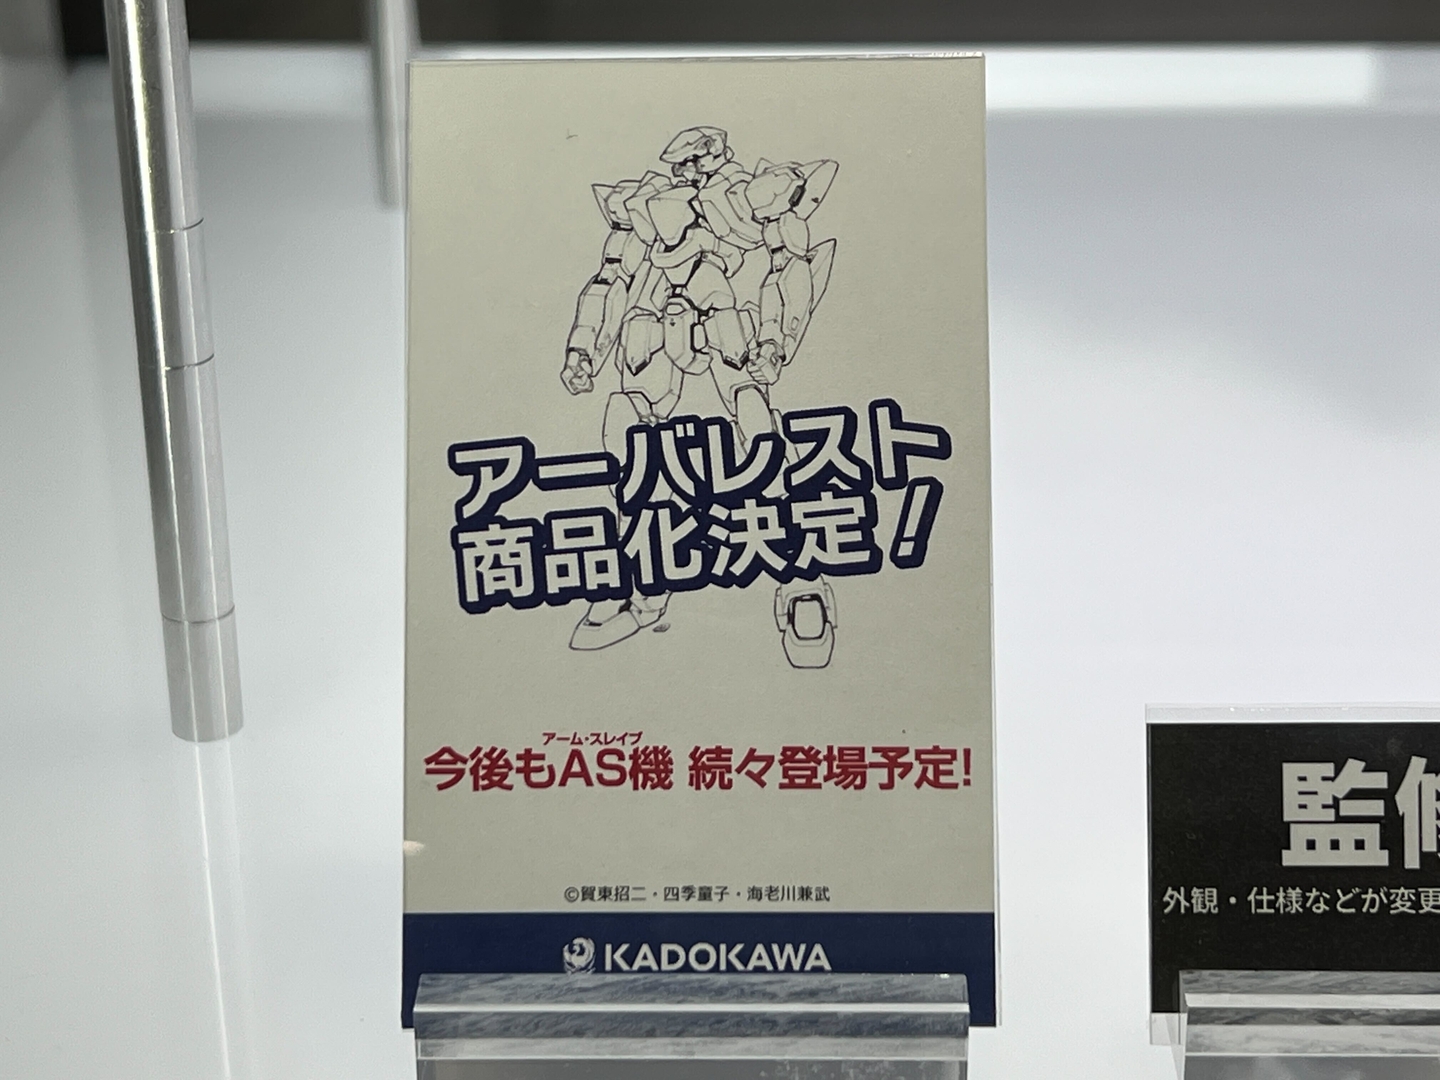 アーバレスト
商品化決定!
アーム・スレイブ
今後もAS機 続々登場予定!
©賀東招二・四季童子・海老川兼武
KADOKAWA
監修
外観・仕様などが変更